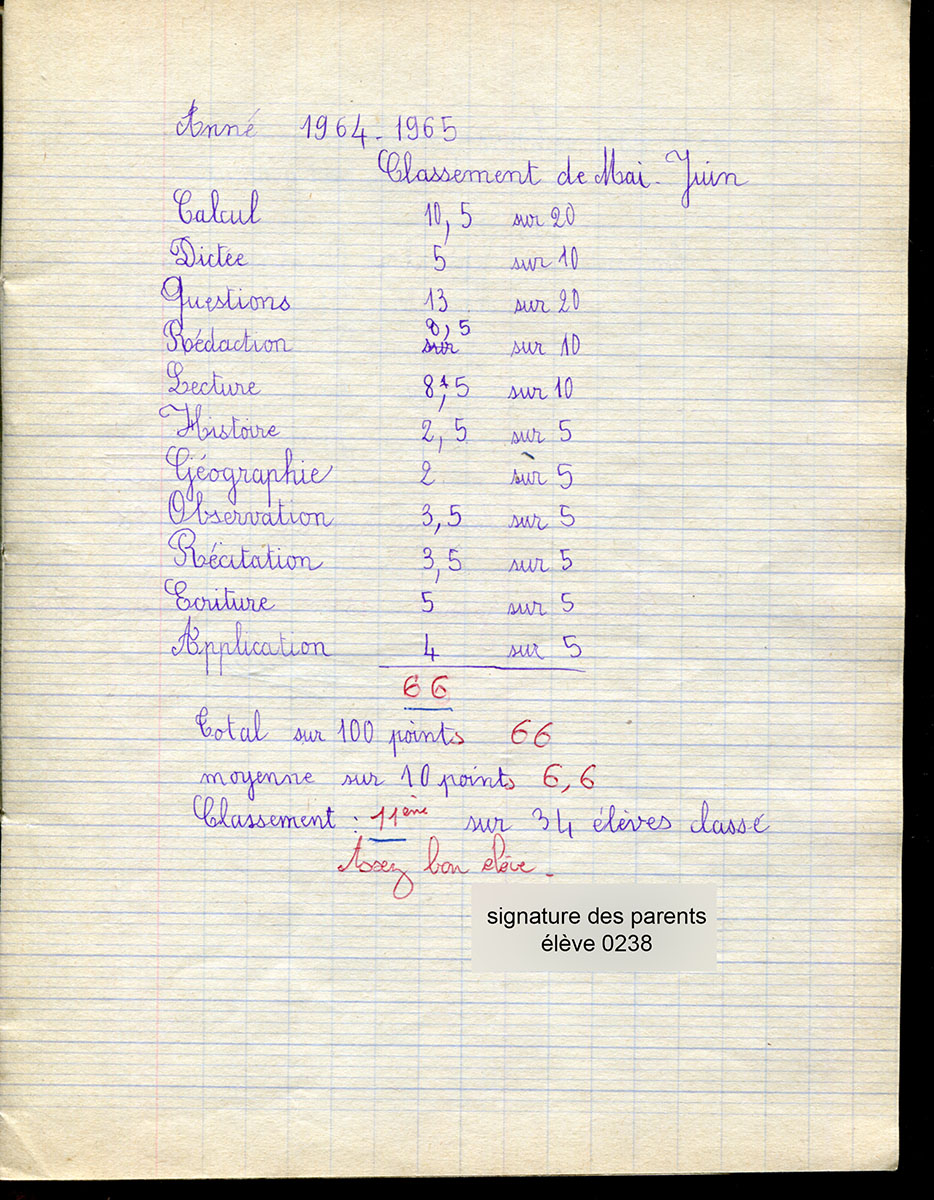 Anné 1964-1965
Classement de Mai-Juin
Calcul 10,5 sur 20
Dictée 5 sur 10
Questions 13 sur 20
Rédaction 8,5 sur 10
Lecture 8,5 sur 10
Histoire 2,5 sur 5
Géographie 2 sur 5
Observation 3,5 sur 5
Récitation 3,5 sur 5
Ecriture 5 sur 5
Application 4 sur 5
66
Total sur 100 points 66
moyenne sur 10 points 6,6
Classement : 11ème sur 34 élèves classé
Assez bon élève.
signature des parents
élève 0238